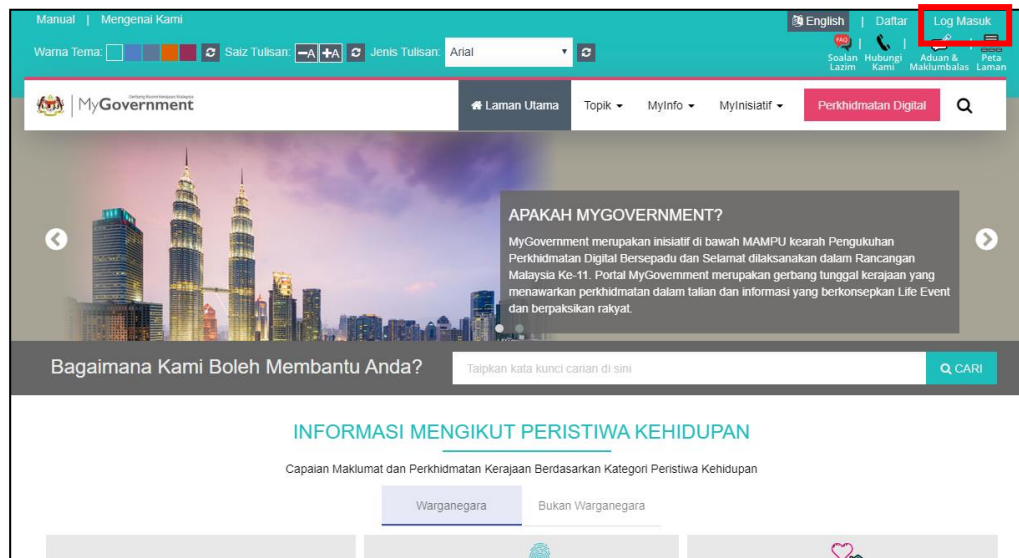 Manual | Mengenai Kami
English | Daftar Log Masuk
Warna Tema: Saiz Tulisan: -A +A Jenis Tulisan: Arial
FAQ
Soalan Lazim
Hubungi Kami
Aduan & Maklumbalas
Peta Laman
MyGovernment
Laman Utama Topik MyInfo MyInisiatif Perkhidmatan Digital
APAKAH MYGOVERNMENT?
MyGovernment merupakan inisiatif di bawah MAMPU kearah Pengukuhan
Perkhidmatan Digital Bersepadu dan Selamat dilaksanakan dalam Rancangan
Malaysia Ke-11. Portal MyGovernment merupakan gerbang tunggal kerajaan yang
menawarkan perkhidmatan dalam talian dan informasi yang berkonsepkan Life Event
dan berpaksikan rakyat.
Bagaimana Kami Boleh Membantu Anda? Taipkan kata kunci carian di sini CARI
INFORMASI MENGIKUT PERISTIWA KEHIDUPAN
Capaian Maklumat dan Perkhidmatan Kerajaan Berdasarkan Kategori Peristiwa Kehidupan
Warganegara Bukan Warganegara